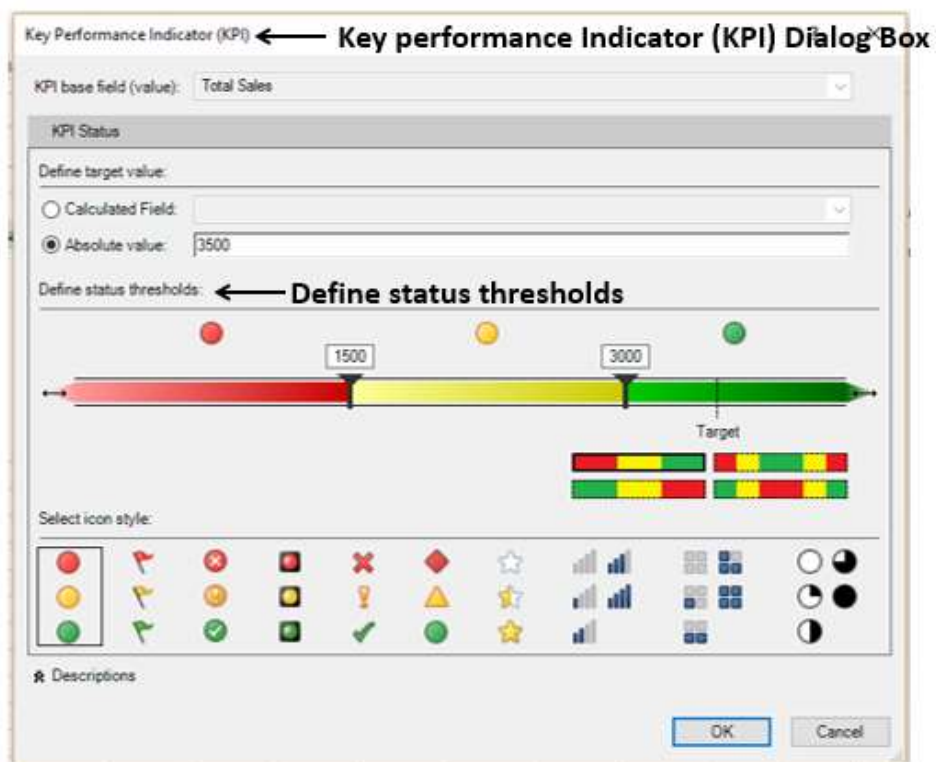 Key Performance Indicator (KPI) Key performance Indicator (KPI) Dialog Box
KPI base field (value): Total Sales
KPI Status
Define target value:
Calculated Field:
Absolute value: 3500
Define status thresholds: Define status thresholds
1500 3000
Target
Select icon style:
Descriptions
OK Cancel